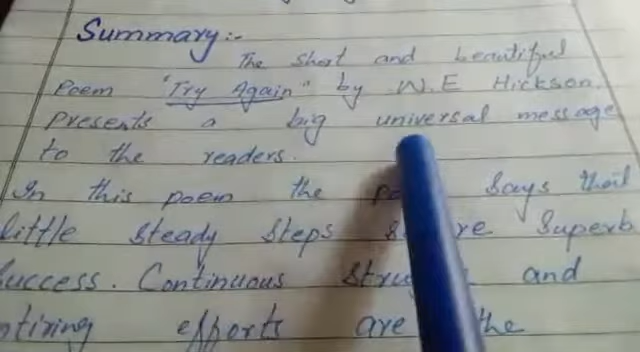 Summary:-
The short and beautiful
Poem "Try Again" by W.E Hickson
presents a big universal message
to the readers.
In this poem the says that
little steady steps superb
success. Continuous and
efforts are the